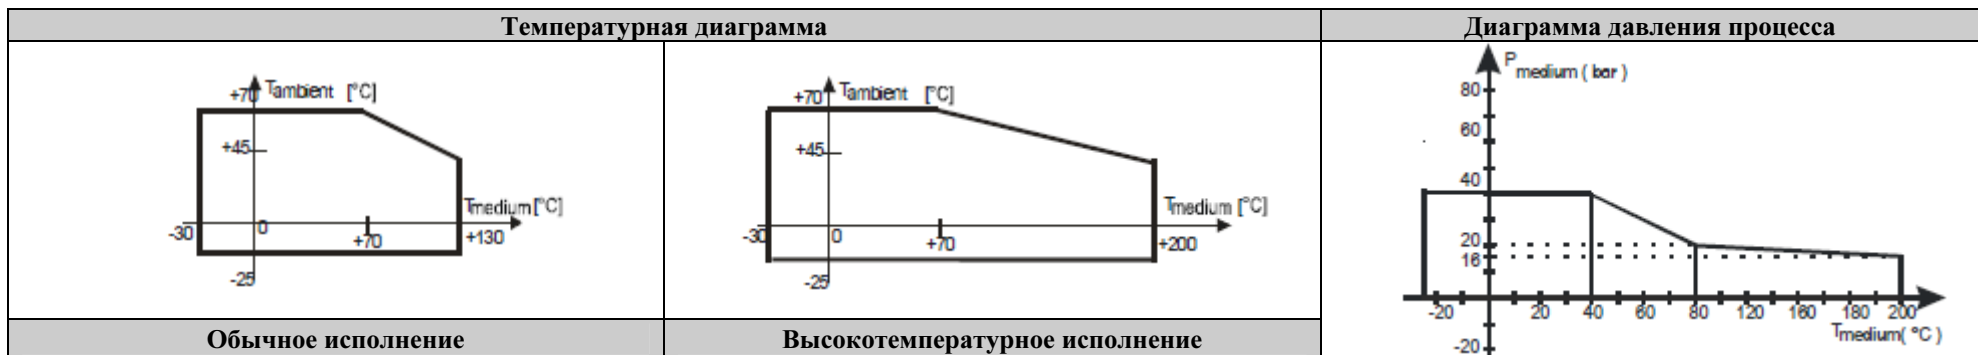 Температурная диаграмма
Диаграмма давления процесса
+70 Tambient [°C]
+45
Tmedium [°C]
-30 0 +70 +130
-25
+70 Tambient [°C]
+45
Tmedium [°C]
-30 0 +70 +200
-25
P medium ( bar )
80
60
40
20
16
-20 20 40 60 80 120 160 180 200
Tmedium( °C )
-20
Обычное исполнение
Высокотемпературное исполнение